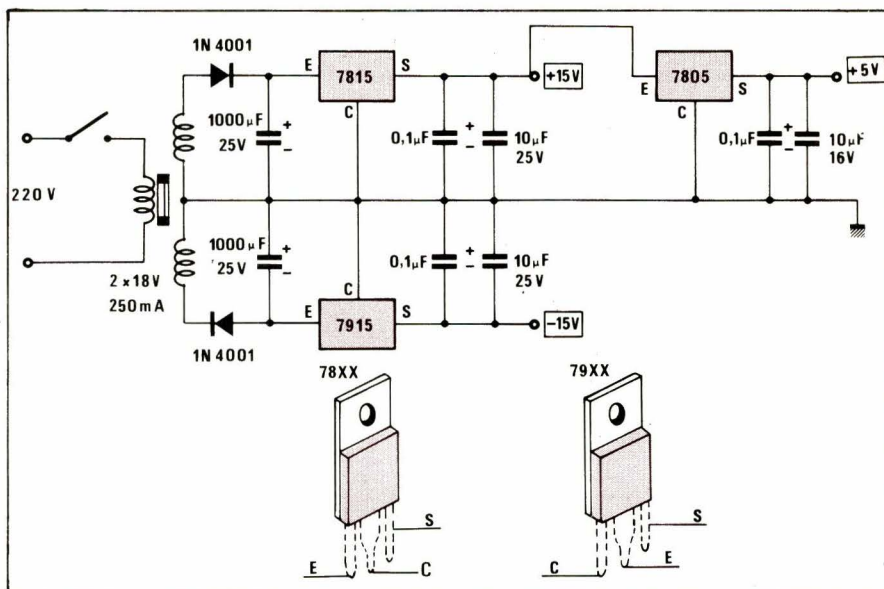 1N 4001
E 7815 S
C
+15V
E 7805 S
C
+5V
1000µF
25V
+
−
0,1µF
+
−
10µF
25V
0,1µF
+
−
10µF
16V
220 V
2 x 18V
250mA
1000µF
25V
+
−
C
E 7915 S
0,1µF
+
−
10µF
25V
−15V
1N 4001
78XX
79XX
S
E
C
S
C
E